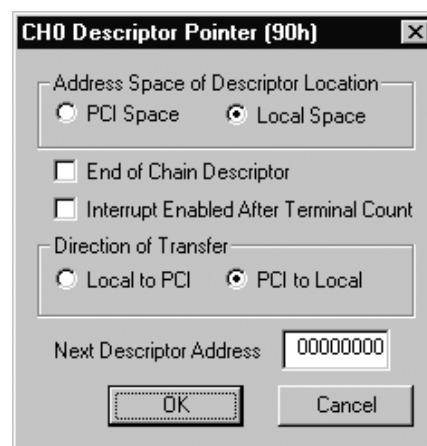 CH0 Descriptor Pointer (90h)
Address Space of Descriptor Location
PCI Space Local Space
End of Chain Descriptor
Interrupt Enabled After Terminal Count
Direction of Transfer
Local to PCI PCI to Local
Next Descriptor Address 00000000
OK Cancel